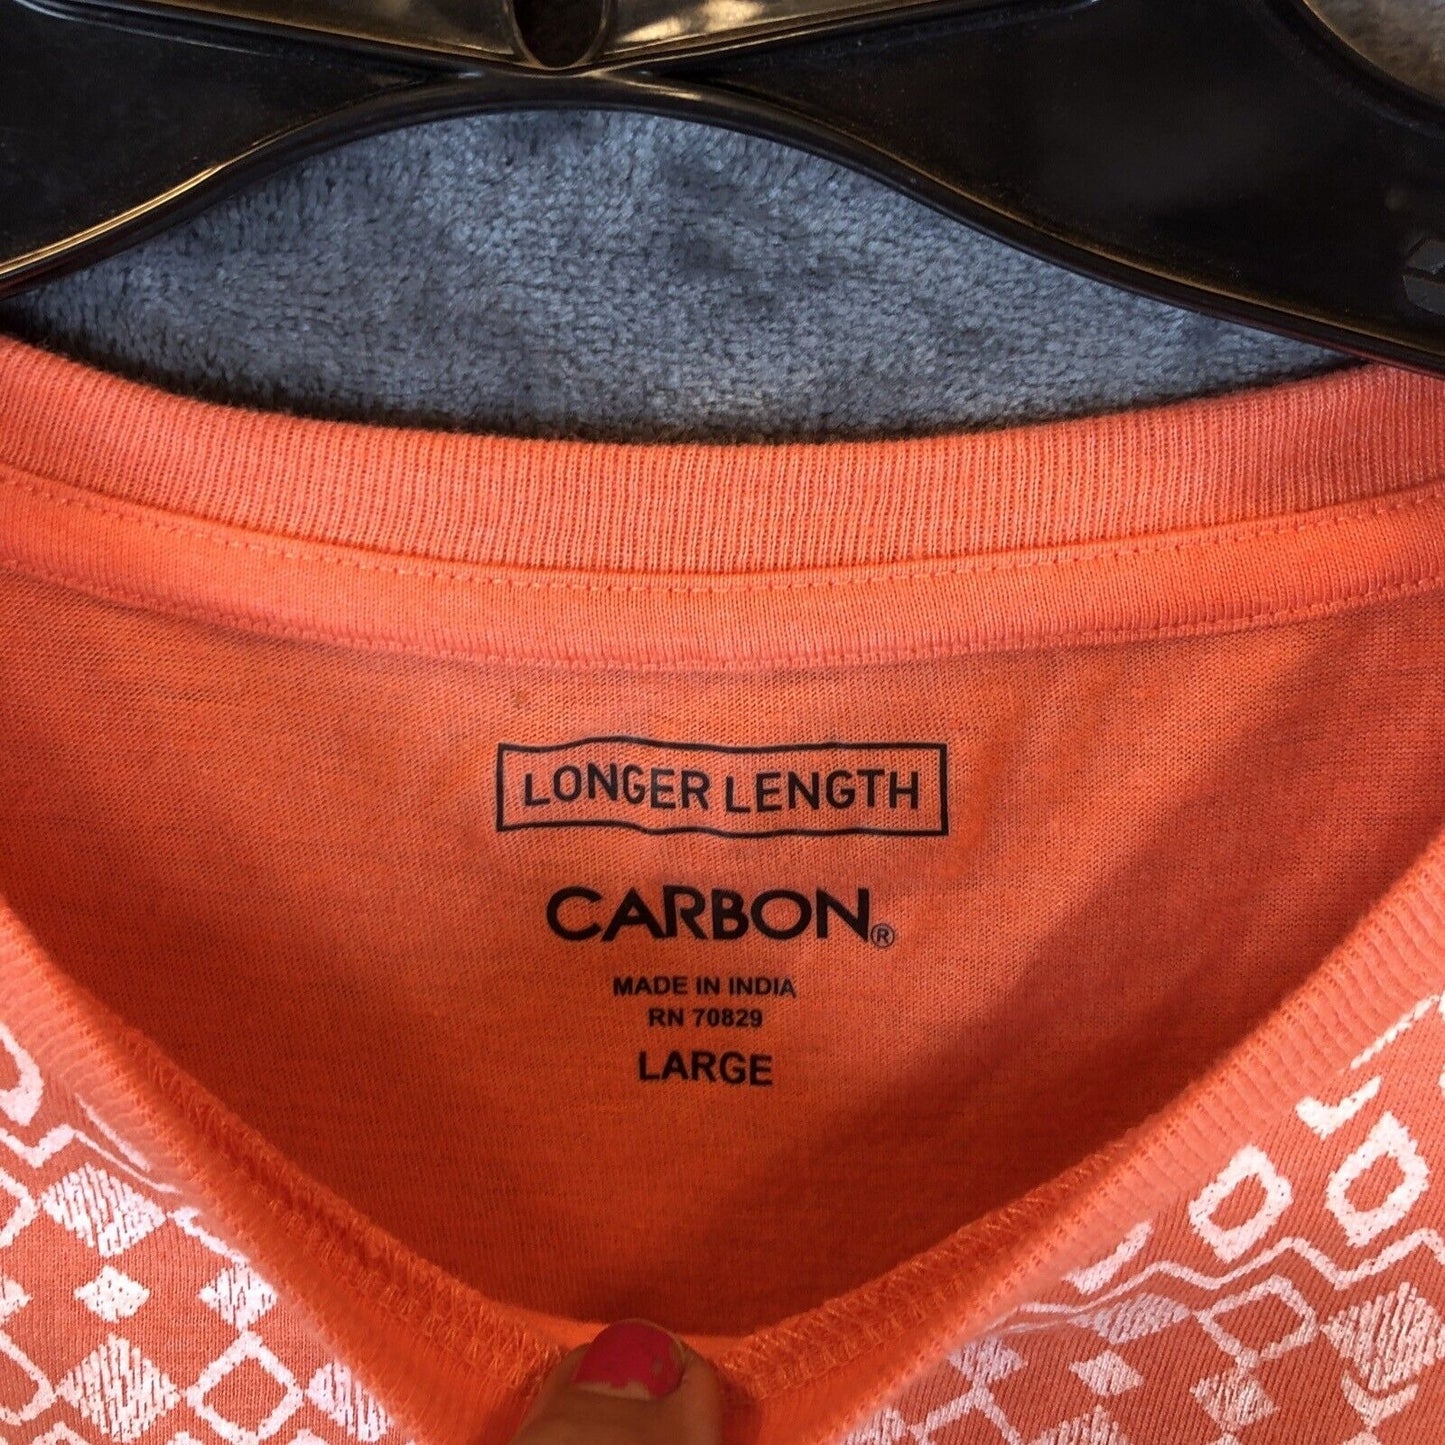 LONGER LENGTH
CARBON®
MADE IN INDIA
RN 70829
LARGE